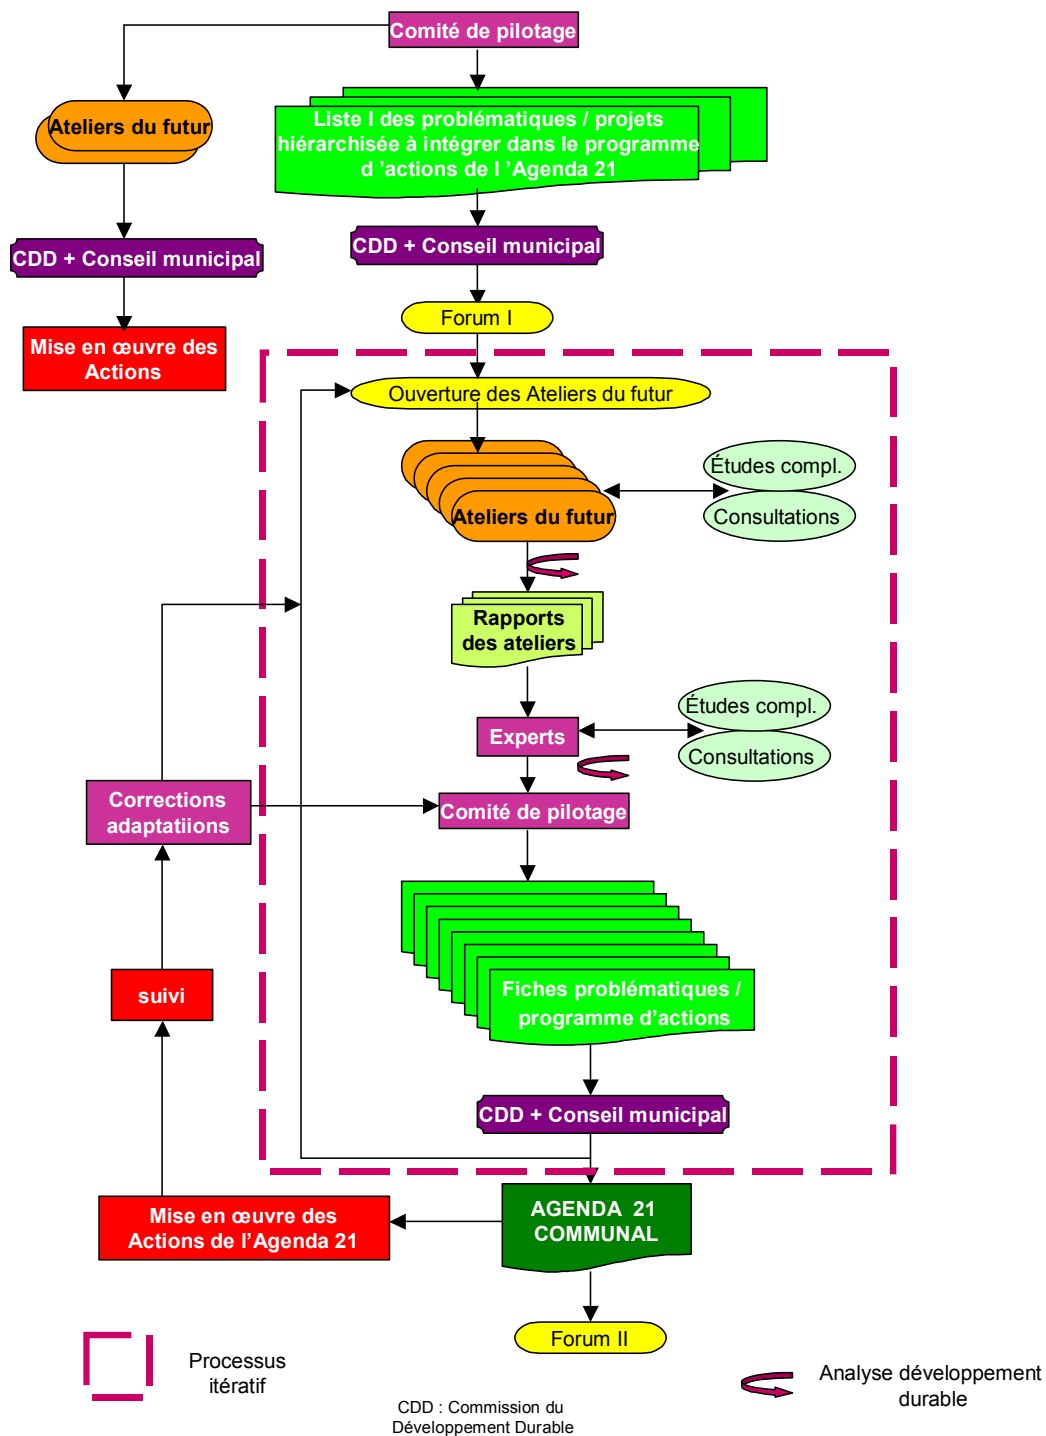 Comité de pilotage
Ateliers du futur
Liste I des problématiques / projets
hiérarchisée à intégrer dans le programme
d ’actions de l ’Agenda 21
CDD + Conseil municipal
CDD + Conseil municipal
Forum I
Mise en œuvre des
Actions
Ouverture des Ateliers du futur
Ateliers du futur
Études compl.
Consultations
Rapports
des ateliers
Experts
Études compl.
Consultations
Corrections
adaptatiions
Comité de pilotage
suivi
Fiches problématiques /
programme d’actions
CDD + Conseil municipal
Mise en œuvre des
Actions de l’Agenda 21
AGENDA 21
COMMUNAL
Forum II
Processus
itératif
Analyse développement
durable
CDD : Commission du
Développement Durable